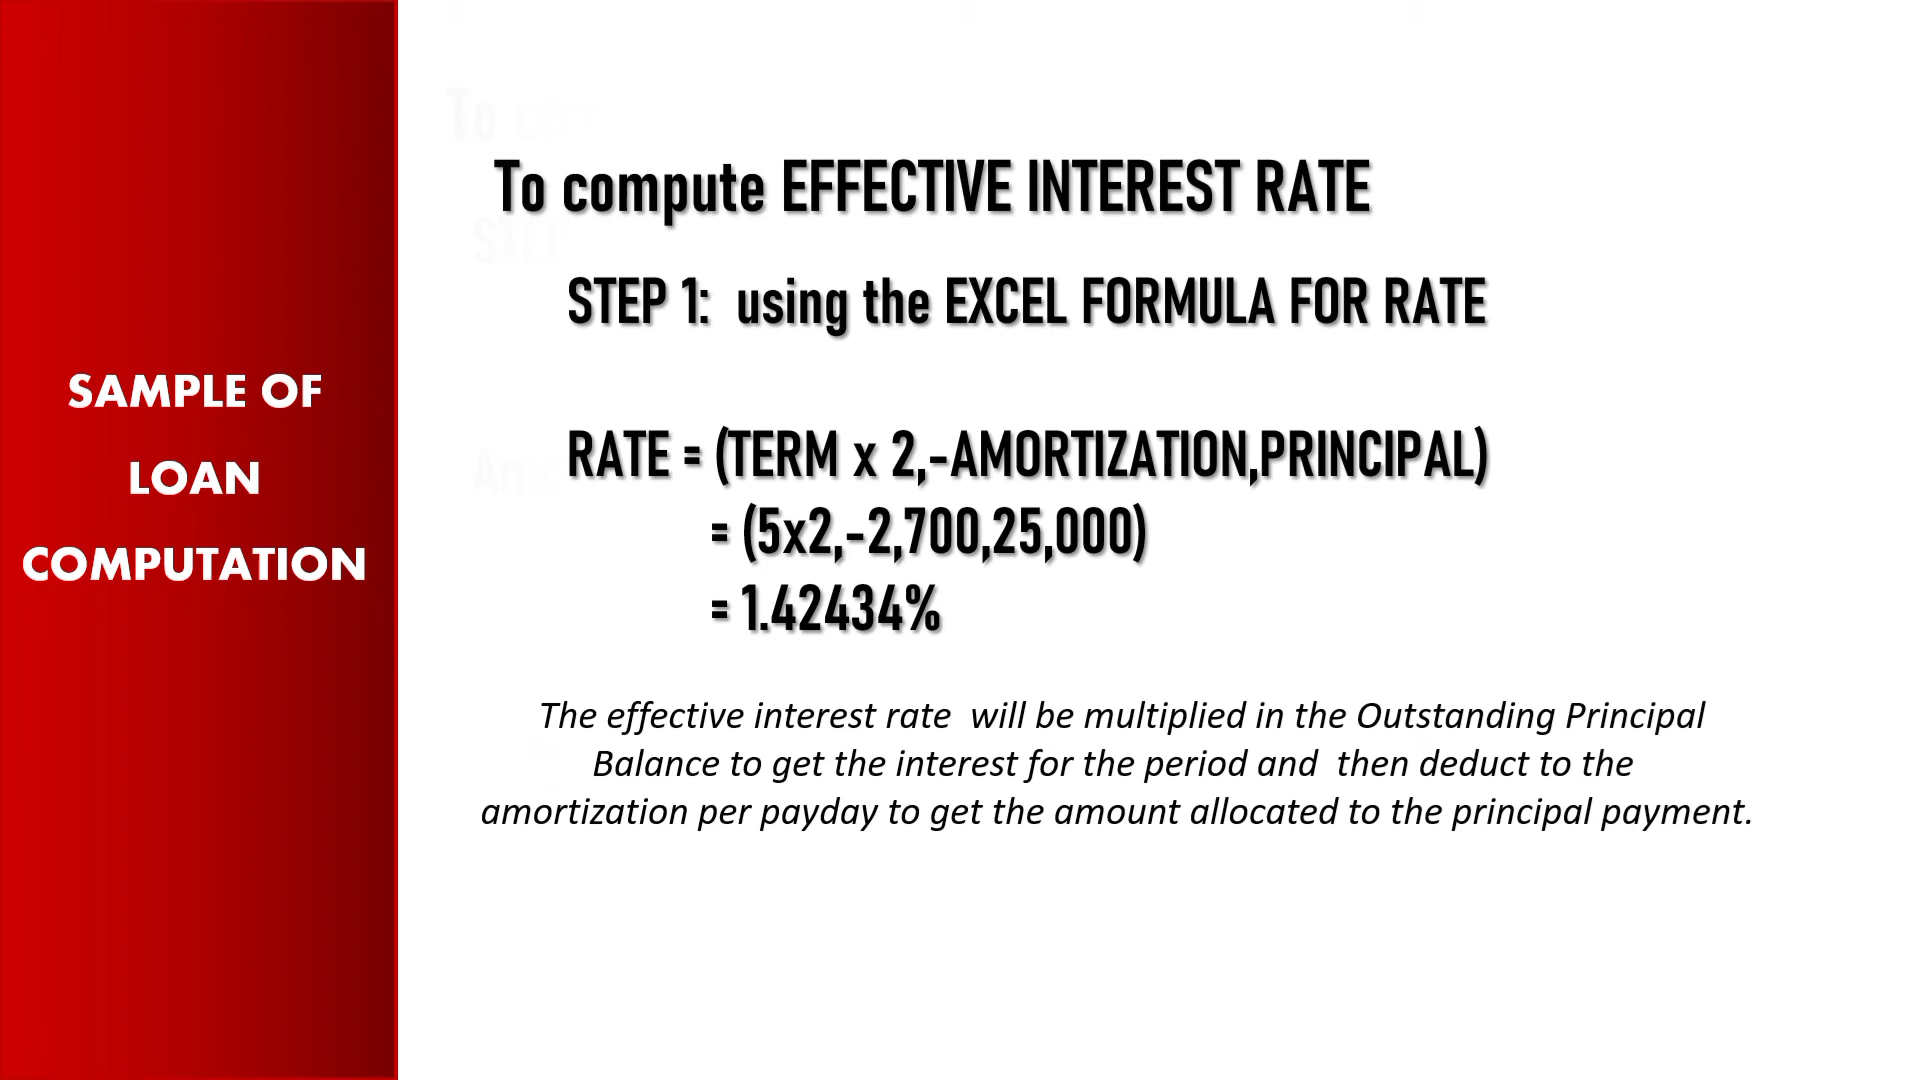 SAMPLE OF
LOAN
COMPUTATION
To compute EFFECTIVE INTEREST RATE
STEP 1: using the EXCEL FORMULA FOR RATE
RATE = (TERM x 2,-AMORTIZATION,PRINCIPAL)
= (5x2,-2,700,25,000)
= 1.42434%
The effective interest rate will be multiplied in the Outstanding Principal
Balance to get the interest for the period and then deduct to the
amortization per payday to get the amount allocated to the principal payment.